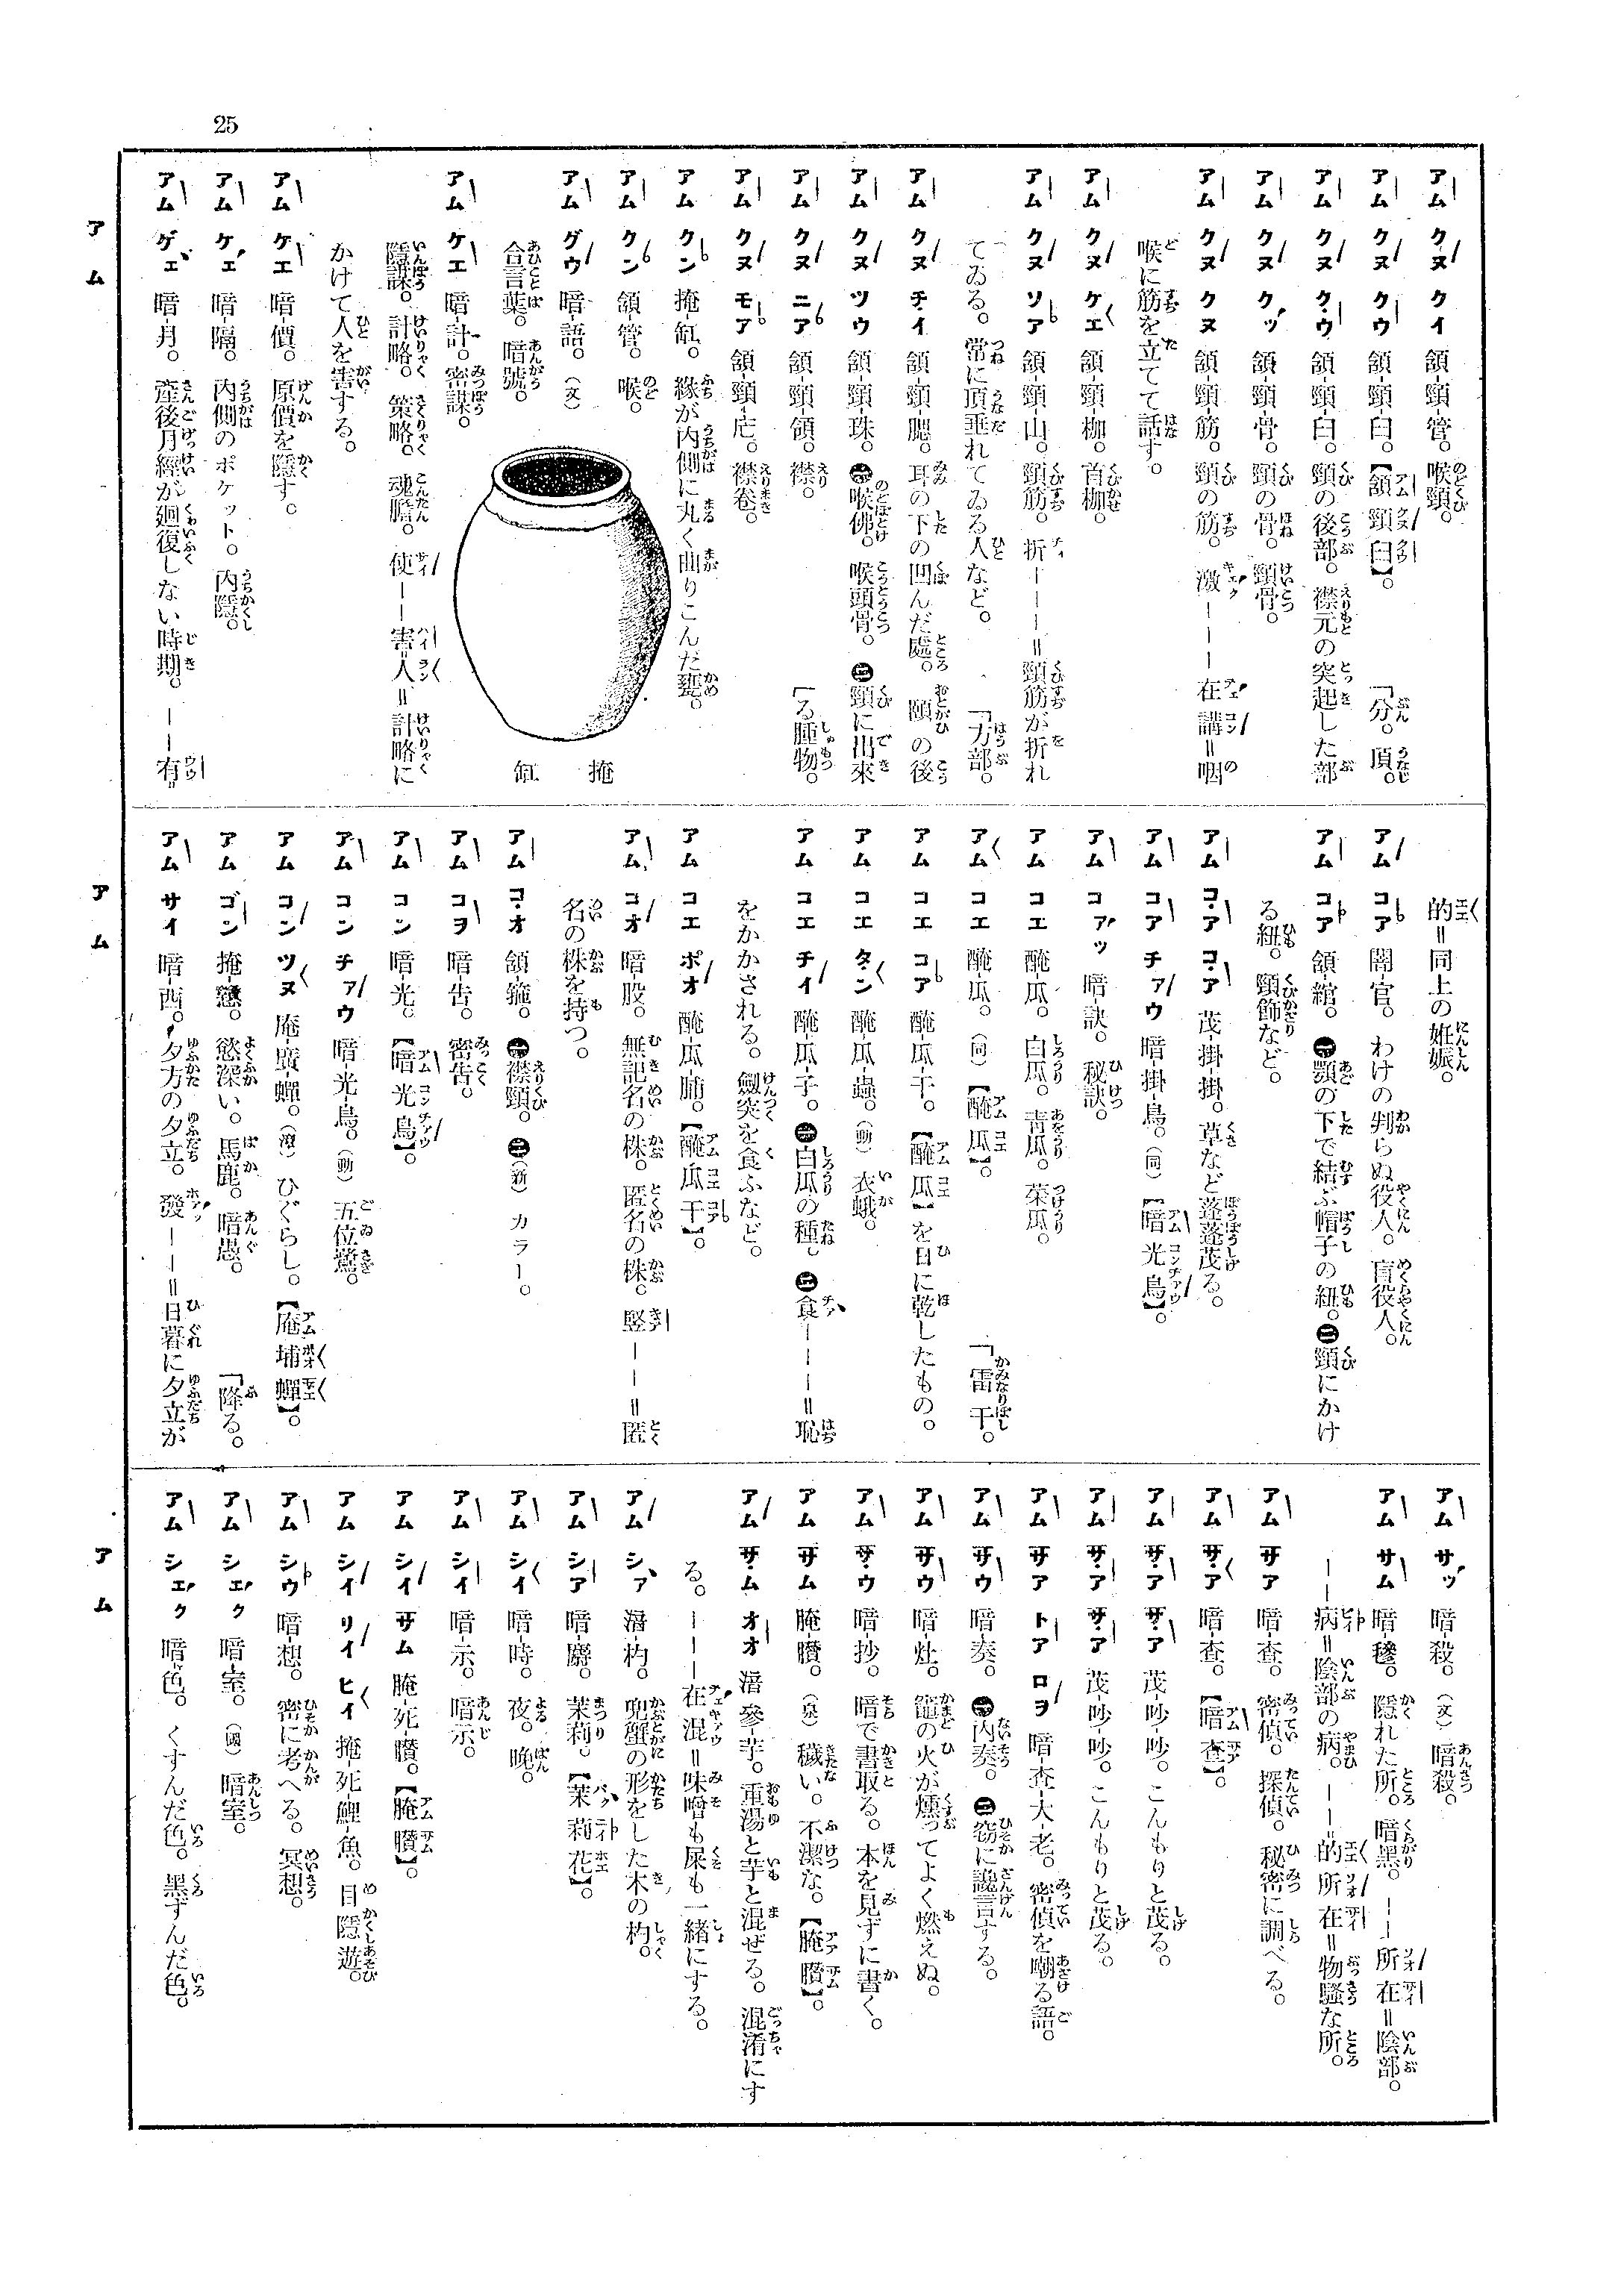 25
アム クヌ クイ 頷-頸-管。喉頸。
アム クヌ クウ 頷-頸-臼。【頷頸臼】。 「分。頂。
アム クヌ ク・ウ 頷-頸-臼。頸の後部。襟元の突起した部
アム クヌ クッ 頷-頸-骨。頸の骨。頸骨。
アム クヌ クヌ 頷-頸-筋。頸の筋。激――― 在講=咽
喉に筋を立てて話す。
アム クヌ ケエ 頷-頸-枷。首枷。
アム クヌ ソア 頷-頸-山。頸筋。折―――=頸筋が折れ
てゐる。常に頂垂れてゐる人など。 「方部。
アム クヌ チ・イ 頷-頸-腮。耳の下の凹んだ處。頤の後
アム クヌ ツウ 頷-頸-珠。㊀喉佛。喉頭骨。㊁頸に出來
アム クヌ ニア 頷-頸-領。襟。 「る腫物。
アム クヌ モア 頷-頸-𢇲。襟卷。
アム クン 掩-缸。緣が內側に丸く曲りこんだ甕。
アム クン 頷-管。喉。
アム グウ 暗-語。(文)
合言葉。暗號。
掩 缸
アム ケエ 暗-計。密謀。
隱謀。計略。策略。魂膽。使――害人=計略に
かけて人を害する。
アム ケエ 暗-價。原價を隱す。
アム ケェ 暗-隔。內側のポケット。內隱。
アム ゲェ 暗-月。產後月經が廻復しない時期。――有=
アム
的=同上の姙娠。
アム コア 闇-官。わけの判らぬ役人。盲役人。
アム コア 頷-綰。㊀顎の下で結ぶ帽子の紐。㊁頸にかけ
る紐。頸飾など。
アム コ・ア コ・ア 茂-掛-掛。草など蓬蓬茂る。
アム コア チァウ 暗-掛-鳥。(同)【暗光鳥】。
アム コアッ 暗-訣。秘訣。
アム コエ 醃-瓜。白瓜。靑瓜。菜瓜。
アム コエ 醃-瓜。(同)【醃瓜】。 「雷干。
アム コエ コア 醃-瓜-干。【醃瓜】を日に乾したもの。
アム コエ タ・ン 醃-瓜-蟲。(動)衣蛾。
アム コエ チイ 醃-瓜-子。㊀白瓜の種。㊁食―――=恥
をかかされる。劔突を食ふなど。
アム コエ ポオ 醃-瓜-脯。【醃瓜干】。
アム コオ 暗-股。無記名の株。匿名の株。竪――=匿
名の株を持つ。
アム コ・オ 頷-箍。㊀襟頸。㊁(新)カラー。
アム コヲ 暗-吿。密吿。
アム コン 暗-光。【暗光鳥】。
アム コン チァウ 暗-光-鳥。(動)五位鷺。
アム コン ツヌ 庵-廣-蟬。(漳)ひぐらし。【庵埔蟬】。
アム ゴン 掩-戇。慾深い。馬鹿。暗愚。 「降る。
アム サイ 暗-西。夕方の夕立。發――=日暮に夕立が
アム
アム サッ 暗-殺。(文)暗殺。
アム サム 暗-毵。隱れた所。暗黑。――所在=陰部。
――病=陰部の病。――的所在=物騷な所。
アム サア 暗-査。密偵。探偵。秘密に調べる。
アム サ・ア 暗-査。【暗査】。
アム サ・ア サ・ア 茂-吵-吵。こんもりと茂る。
アム サ・ア サ・ア 茂-吵-吵。こんもりと茂る。
アム サア トア ロヲ 暗-査-大-老。密偵を嘲る語。
アム サウ 暗-奏。㊀內奏。㊁窃に讒言する。
アム サウ 暗-灶。竈の火が燻ってよく燃えぬ。
アム サ・ウ 暗-抄。暗で書取る。本を見ずに書く。
アム サム 腌-臢。(泉)穢い。不潔な。【腌臢】。
アム サ・ム オオ 湆-參-芋。重湯と芋と混ぜる。混淆にす
る。――― 在混=味噌も屎も一緖にする。
アム シァ 湆-杓。兜蟹の形をした木の杓。
アム シア 暗-麝。茉莉。【茉莉花】。
アム シイ 暗-時。夜。晚。
アム シイ 暗-示。暗示。
アム シイ サム 腌-死-臢。【腌臢】。
アム シイ リイ ヒイ 掩-死-鯉-魚。目隱遊。
アム シウ 暗-想。密に考へる。冥想。
アム シェク 暗-室。(國)暗室。
アム シェク 暗-色。くすんだ色。黑ずんだ色。
アム